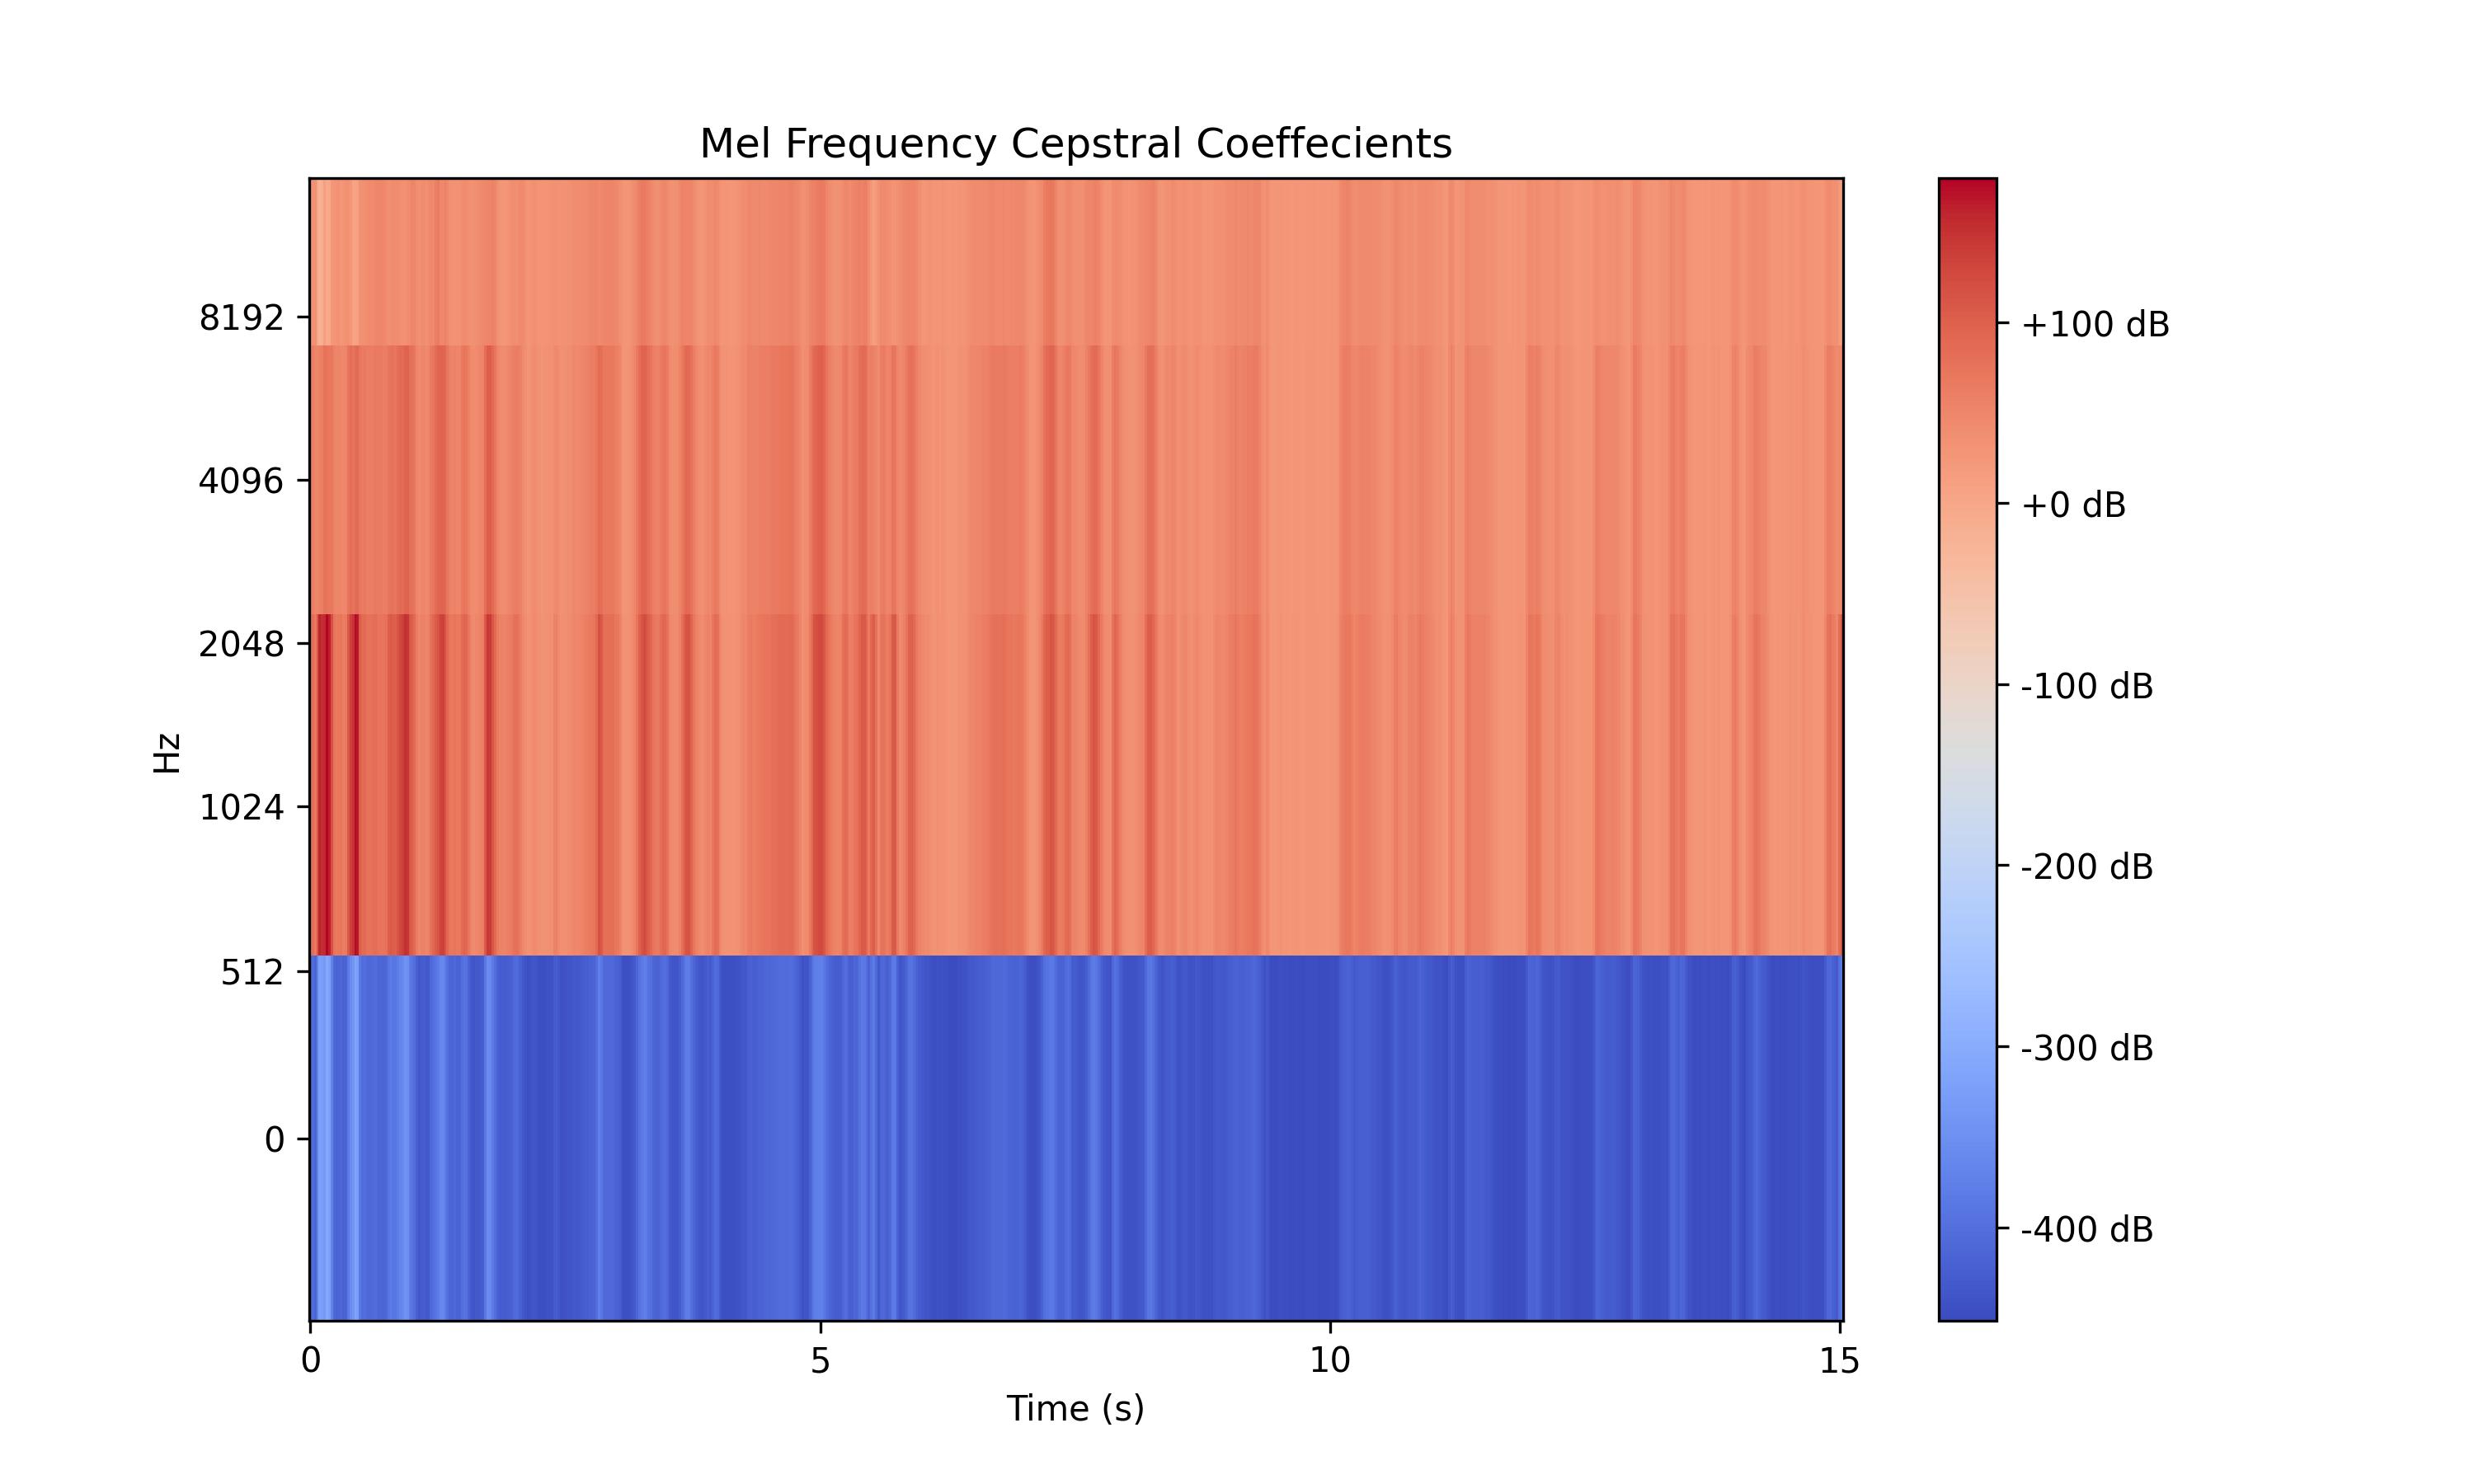 Mel Frequency Cepstral Coeffecients
8192
4096
2048
1024
512
0
Hz
0 5 10 15
Time (s)
+100 dB
+0 dB
-100 dB
-200 dB
-300 dB
-400 dB